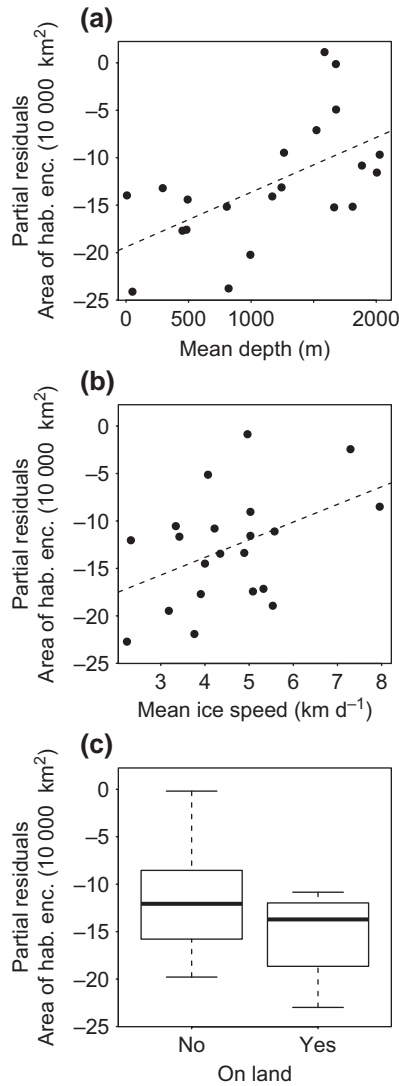 (a)
0
−5
−10
−15
−20
−25
Partial residuals
Area of hab. enc. (10 000 km²)
0 500 1000 2000
Mean depth (m)
(b)
0
−5
−10
−15
−20
−25
Partial residuals
Area of hab. enc. (10 000 km²)
3 4 5 6 7 8
Mean ice speed (km d⁻¹)
(c)
0
−5
−10
−15
−20
−25
Partial residuals
Area of hab. enc. (10 000 km²)
No Yes
On land